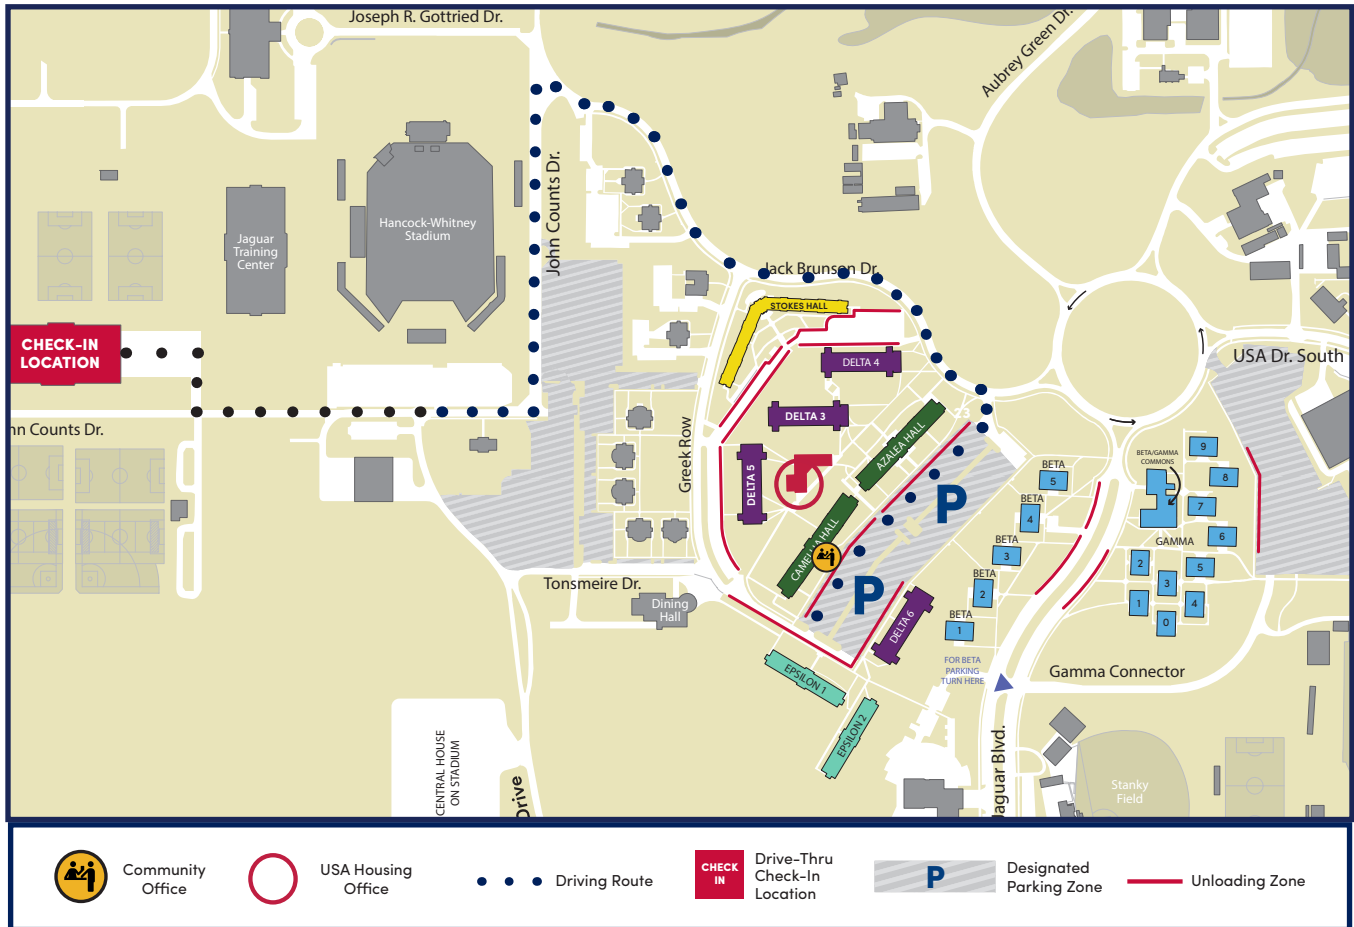 Joseph R. Gottried Dr.
Aubrey Green Dr.
John Counts Dr.
Hancock-Whitney
Stadium
Jaguar
Training
Center
Jack Brunson Dr.
STOKES HALL
CHECK-IN
LOCATION
USA Dr. South
DELTA 4
DELTA 3
23
AZALEA HALL
nn Counts Dr.
Greek Row
DELTA 5
BETA/GAMMA
COMMONS
9
BETA
5
8
P
BETA
4
7
CAMELLIA HALL
GAMMA
6
BETA
3
2
5
Tonsmeire Dr.
BETA
2
3
P
Dining
Hall
1
4
DELTA 6
BETA
1
0
FOR BETA
PARKING
TURN HERE
Gamma Connector
EPSILON 1
EPSILON 2
CENTRAL HOUSE
ON STADIUM
Drive
Jaguar Blvd.
Stanky
Field
Community
Office
USA Housing
Office
Driving Route
CHECK
IN
Drive-Thru
Check-In
Location
P
Designated
Parking Zone
Unloading Zone